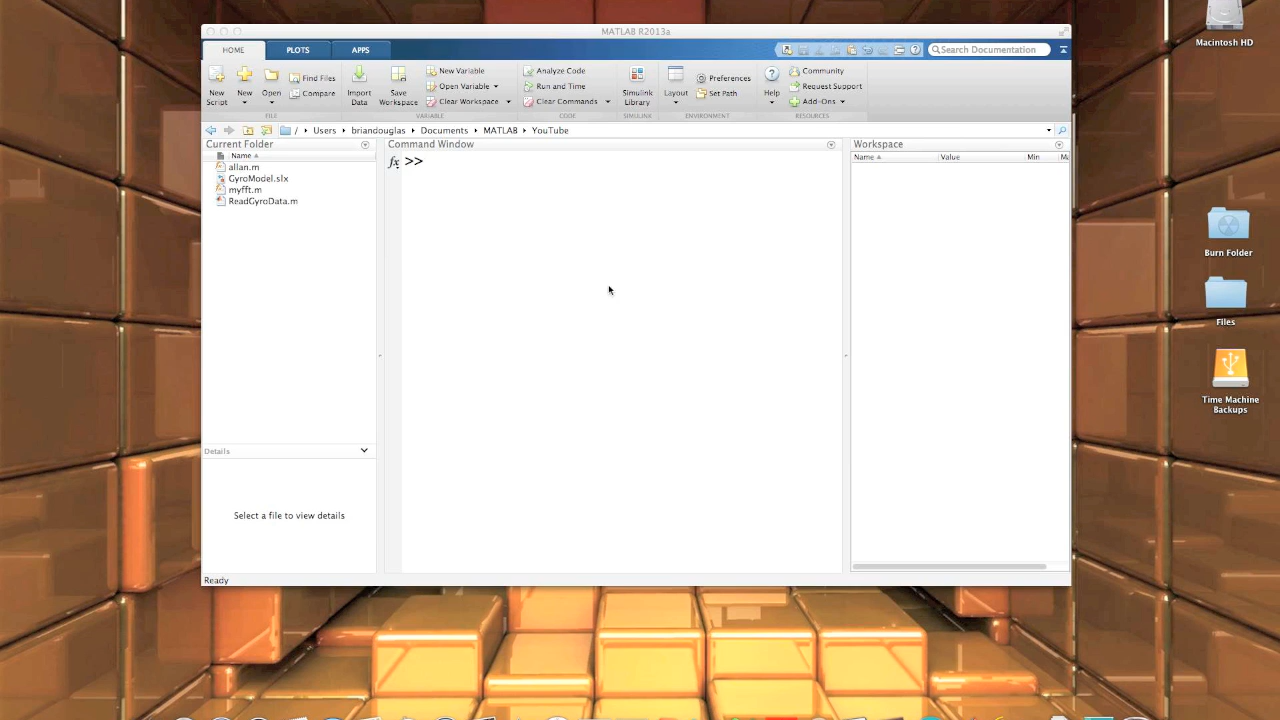 MATLAB R2013a
HOME PLOTS APPS
Search Documentation
New Script
New
Open
Find Files
Compare
FILE
Import Data
Save Workspace
New Variable
Open Variable
Clear Workspace
VARIABLE
Analyze Code
Run and Time
Clear Commands
CODE
Simulink Library
SIMULINK
Layout
Preferences
Set Path
ENVIRONMENT
Help
Community
Request Support
Add-Ons
RESOURCES
/ Users briandouglas Documents MATLAB YouTube
Current Folder
Name
allan.m
GyroModel.slx
myfft.m
ReadGyroData.m
Details
Select a file to view details
Ready
Command Window
fx >>
Workspace
Name Value Min Ma
Macintosh HD
Burn Folder
Files
Time Machine
Backups